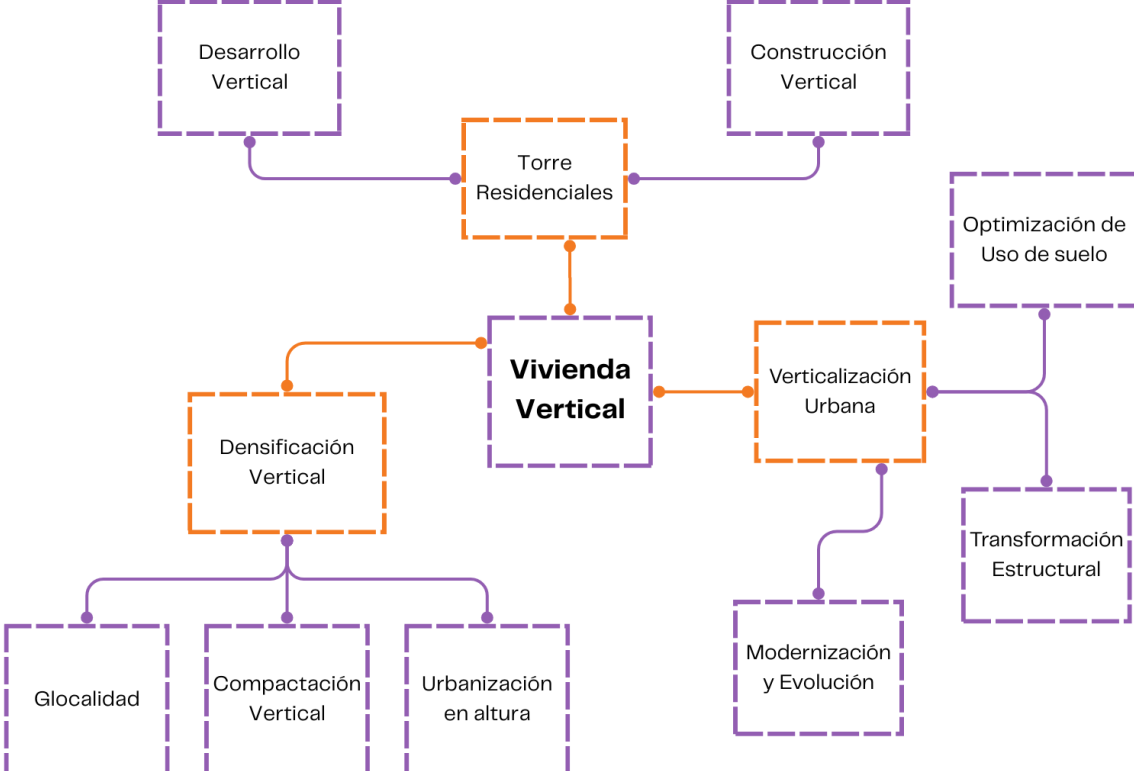 Desarrollo
Vertical
Construcción
Vertical
Torre
Residenciales
Optimización de
Uso de suelo
Vivienda
Vertical
Verticalización
Urbana
Densificación
Vertical
Transformación
Estructural
Modernización
y Evolución
Glocalidad
Compactación
Vertical
Urbanización
en altura